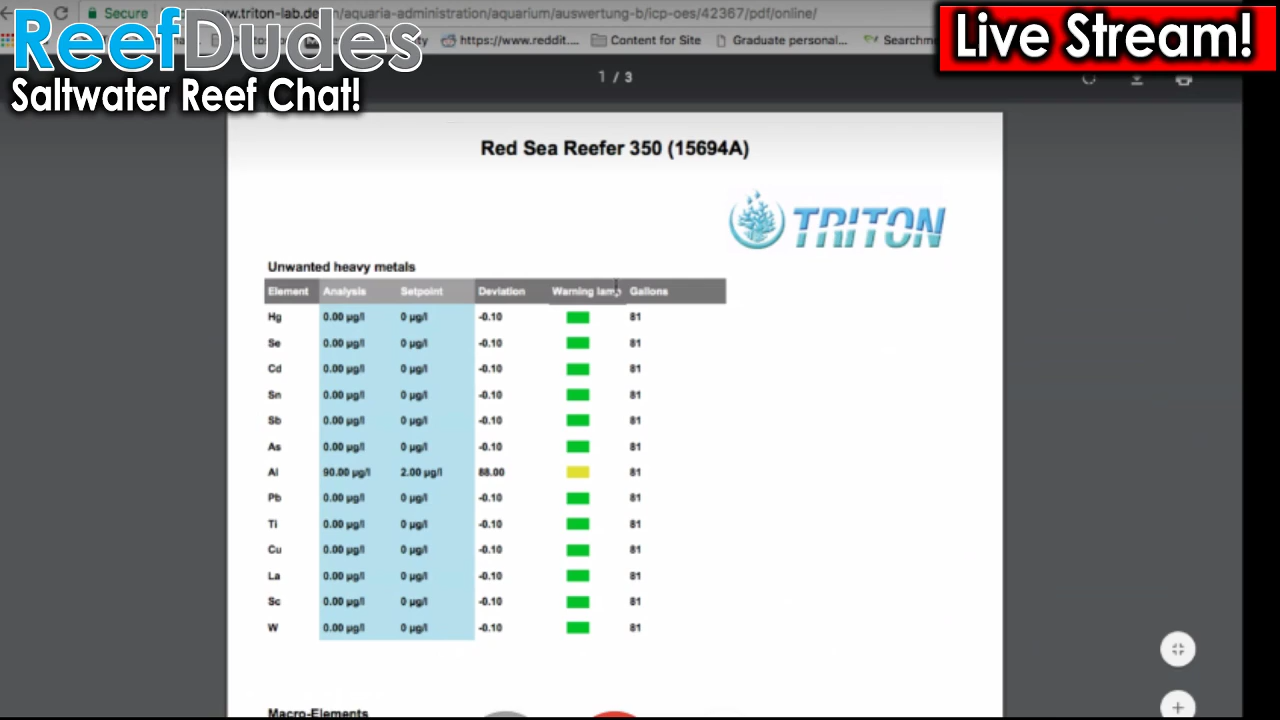 ReefDudes
Saltwater Reef Chat!
Live Stream!
Secure
www.triton-lab.de
/aquaria-administration/aquarium/auswertung-b/icp-oes/42367/pdf/online/
https://www.reddit....
Content for Site
Graduate personal...
Searchm
1 / 3
Red Sea Reefer 350 (15694A)
TRITON
Unwanted heavy metals
Element Analysis Setpoint Deviation Warning lamp Gallons
Hg 0.00 µg/l 0 µg/l -0.10 81
Se 0.00 µg/l 0 µg/l -0.10 81
Cd 0.00 µg/l 0 µg/l -0.10 81
Sn 0.00 µg/l 0 µg/l -0.10 81
Sb 0.00 µg/l 0 µg/l -0.10 81
As 0.00 µg/l 0 µg/l -0.10 81
Al 90.00 µg/l 2.00 µg/l 88.00 81
Pb 0.00 µg/l 0 µg/l -0.10 81
Ti 0.00 µg/l 0 µg/l -0.10 81
Cu 0.00 µg/l 0 µg/l -0.10 81
La 0.00 µg/l 0 µg/l -0.10 81
Sc 0.00 µg/l 0 µg/l -0.10 81
W 0.00 µg/l 0 µg/l -0.10 81
Macro-Elements